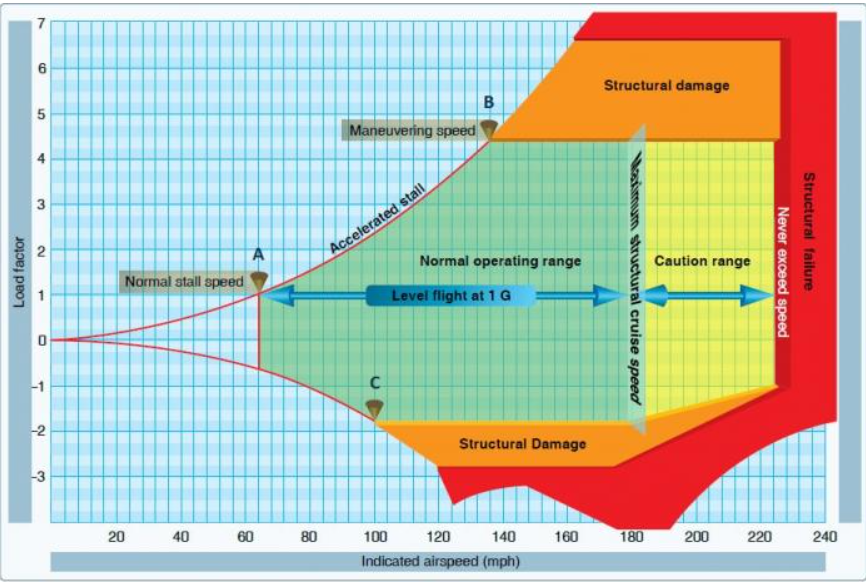 7
6
5
4
3
2
1
0
-1
-2
-3
Load factor
B
Maneuvering speed
A
Normal stall speed
Accelerated stall
C
Structural damage
Normal operating range
Level flight at 1 G
Maximum structural cruise speed
Caution range
Never exceed speed
Structural failure
Structural Damage
20 40 60 80 100 120 140 160 180 200 220 240
Indicated airspeed (mph)